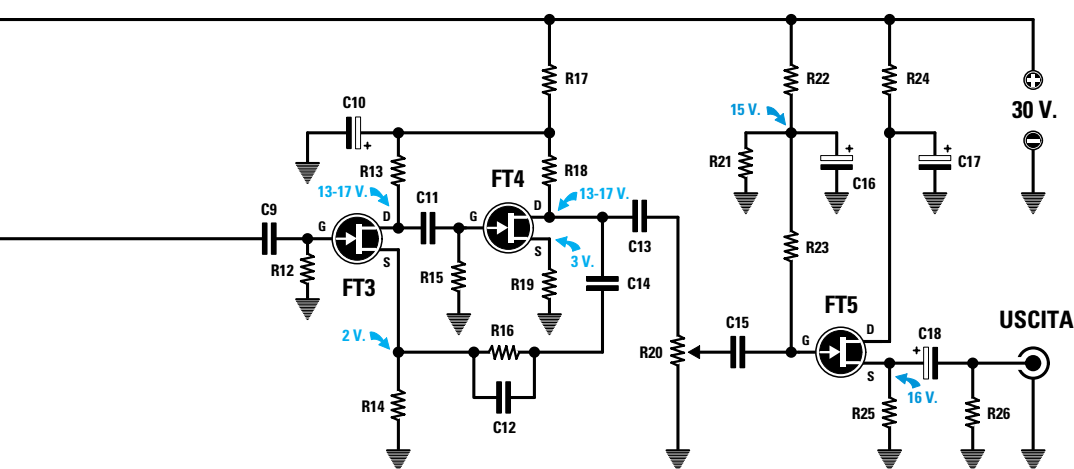 R17
R22
R24
30 V.
C10
+
15 V.
+
+
R13
R18
R21
C16
C17
13-17 V.
C11
FT4
13-17 V.
C9
G
D
G
D
C13
R12
S
R15
S
3 V.
R23
FT3
R19
C14
FT5
USCITA
2 V.
R16
C15
D
C18
R20
G
+
S
16 V.
R14
C12
R25
R26